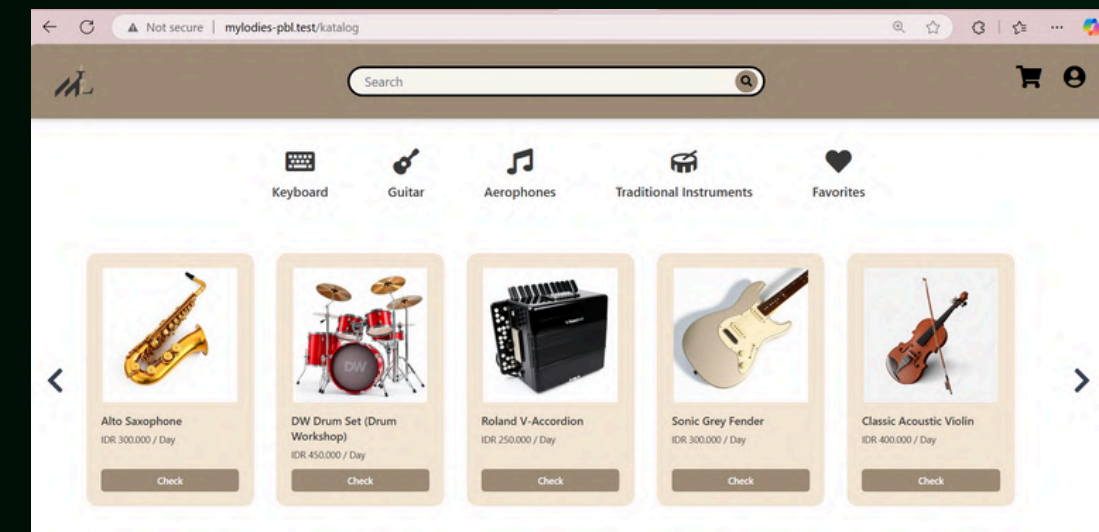 Not secure | mylodies-pbl.test/katalog
ML
Search
Keyboard
Guitar
Aerophones
Traditional Instruments
Favorites
DW
Alto Saxophone
IDR 300.000 / Day
Check
DW Drum Set (Drum
Workshop)
IDR 450.000 / Day
Check
Roland V-Accordion
IDR 250.000 / Day
Check
Sonic Grey Fender
IDR 300.000 / Day
Check
Classic Acoustic Violin
IDR 400.000 / Day
Check